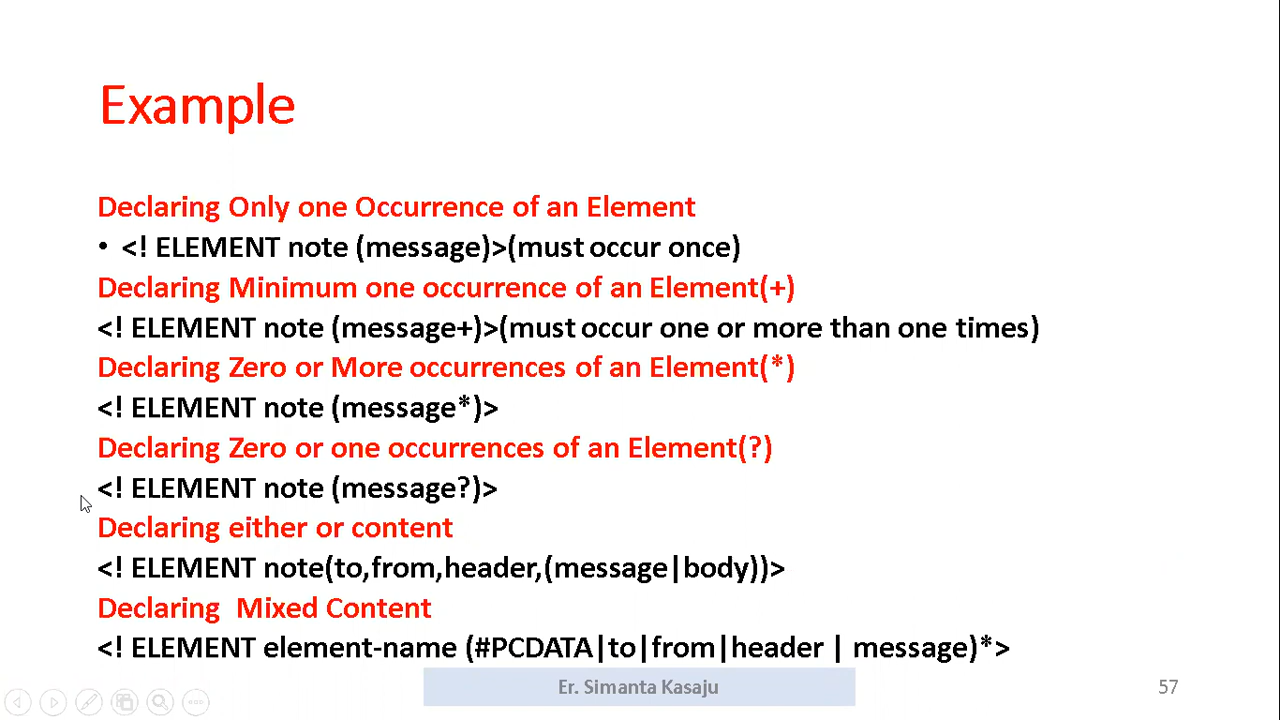 Example
Declaring Only one Occurrence of an Element
• <! ELEMENT note (message)>(must occur once)
Declaring Minimum one occurrence of an Element(+)
<! ELEMENT note (message+)>(must occur one or more than one times)
Declaring Zero or More occurrences of an Element(*)
<! ELEMENT note (message*)>
Declaring Zero or one occurrences of an Element(?)
<! ELEMENT note (message?)>
Declaring either or content
<! ELEMENT note(to,from,header,(message|body))>
Declaring  Mixed Content
<! ELEMENT element-name (#PCDATA|to|from|header | message)*>
Er. Simanta Kasaju
57